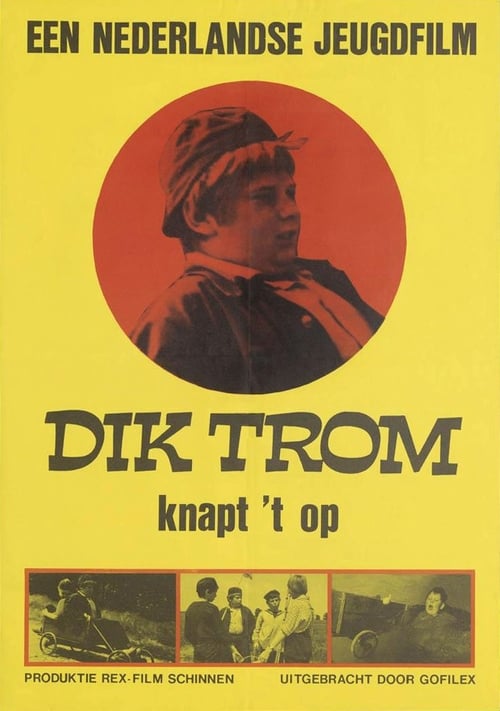 EEN NEDERLANDSE JEUGDFILM
DIK TROM
knapt 't op
PRODUKTIE REX-FILM SCHINNEN UITGEBRACHT DOOR GOFILEX